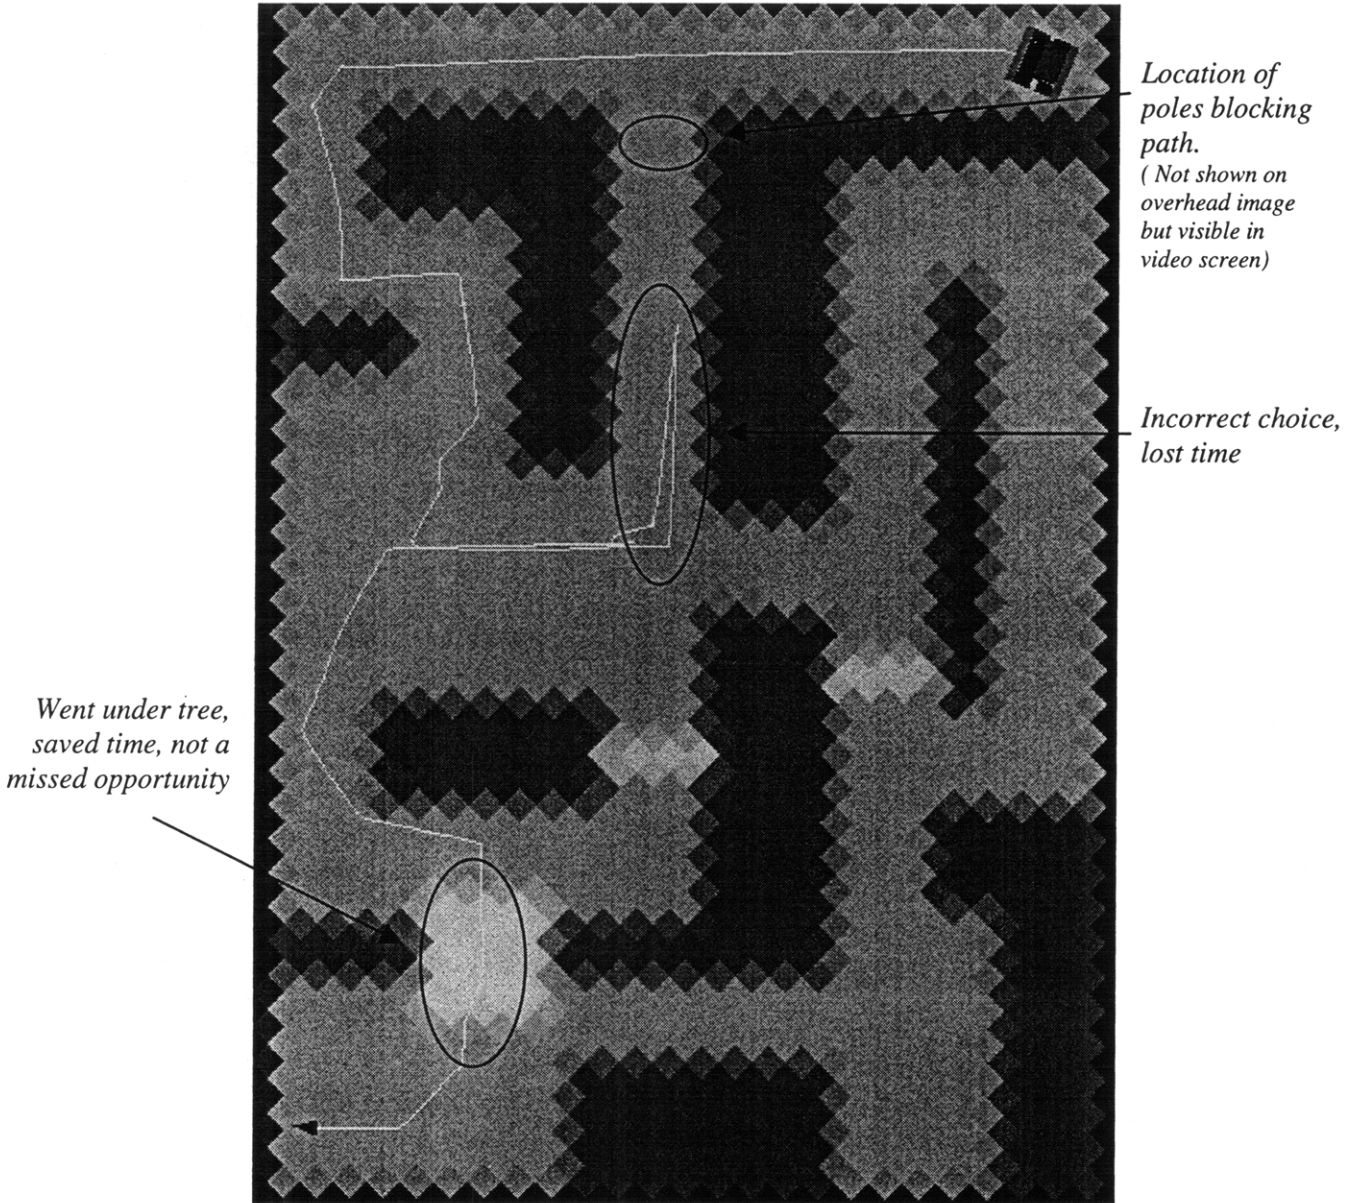 Location of
poles blocking
path.
( Not shown on
overhead image
but visible in
video screen)
Incorrect choice,
lost time
Went under tree,
saved time, not a
missed opportunity